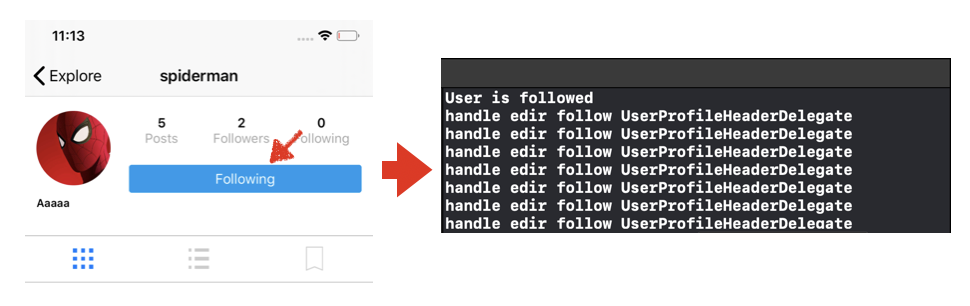 11:13
Explore
spiderman
5 2 0
Posts Followers Following
Following
Aaaaa
User is followed
handle edir follow UserProfileHeaderDelegate
handle edir follow UserProfileHeaderDelegate
handle edir follow UserProfileHeaderDelegate
handle edir follow UserProfileHeaderDelegate
handle edir follow UserProfileHeaderDelegate
handle edir follow UserProfileHeaderDelegate
handle edir follow UserProfileHeaderDelegate